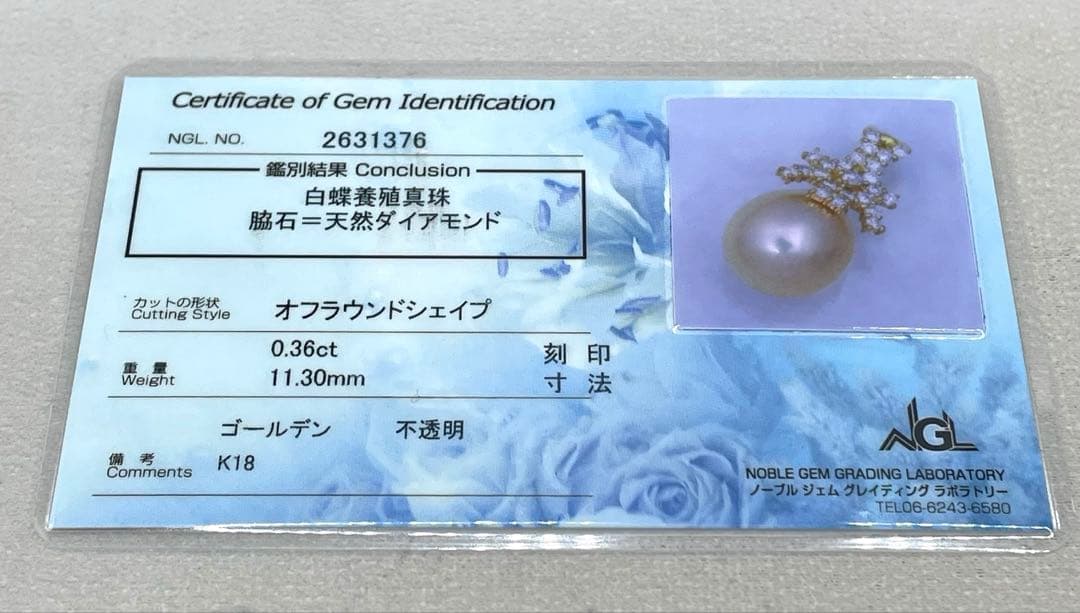 Certificate of Gem Identification
NGL. NO. 2631376
鑑別結果 Conclusion
白蝶養殖真珠
脇石＝天然ダイアモンド
カットの形状
Cutting Style
オフラウンドシェイプ
0.36ct 刻 印
重 量
Weight
11.30mm 寸 法
ゴールデン 不透明
備 考
Comments
K18
NGL
NOBLE GEM GRADING LABORATORY
ノーブル ジェム グレイディング ラボラトリー
TEL06-6243-6580